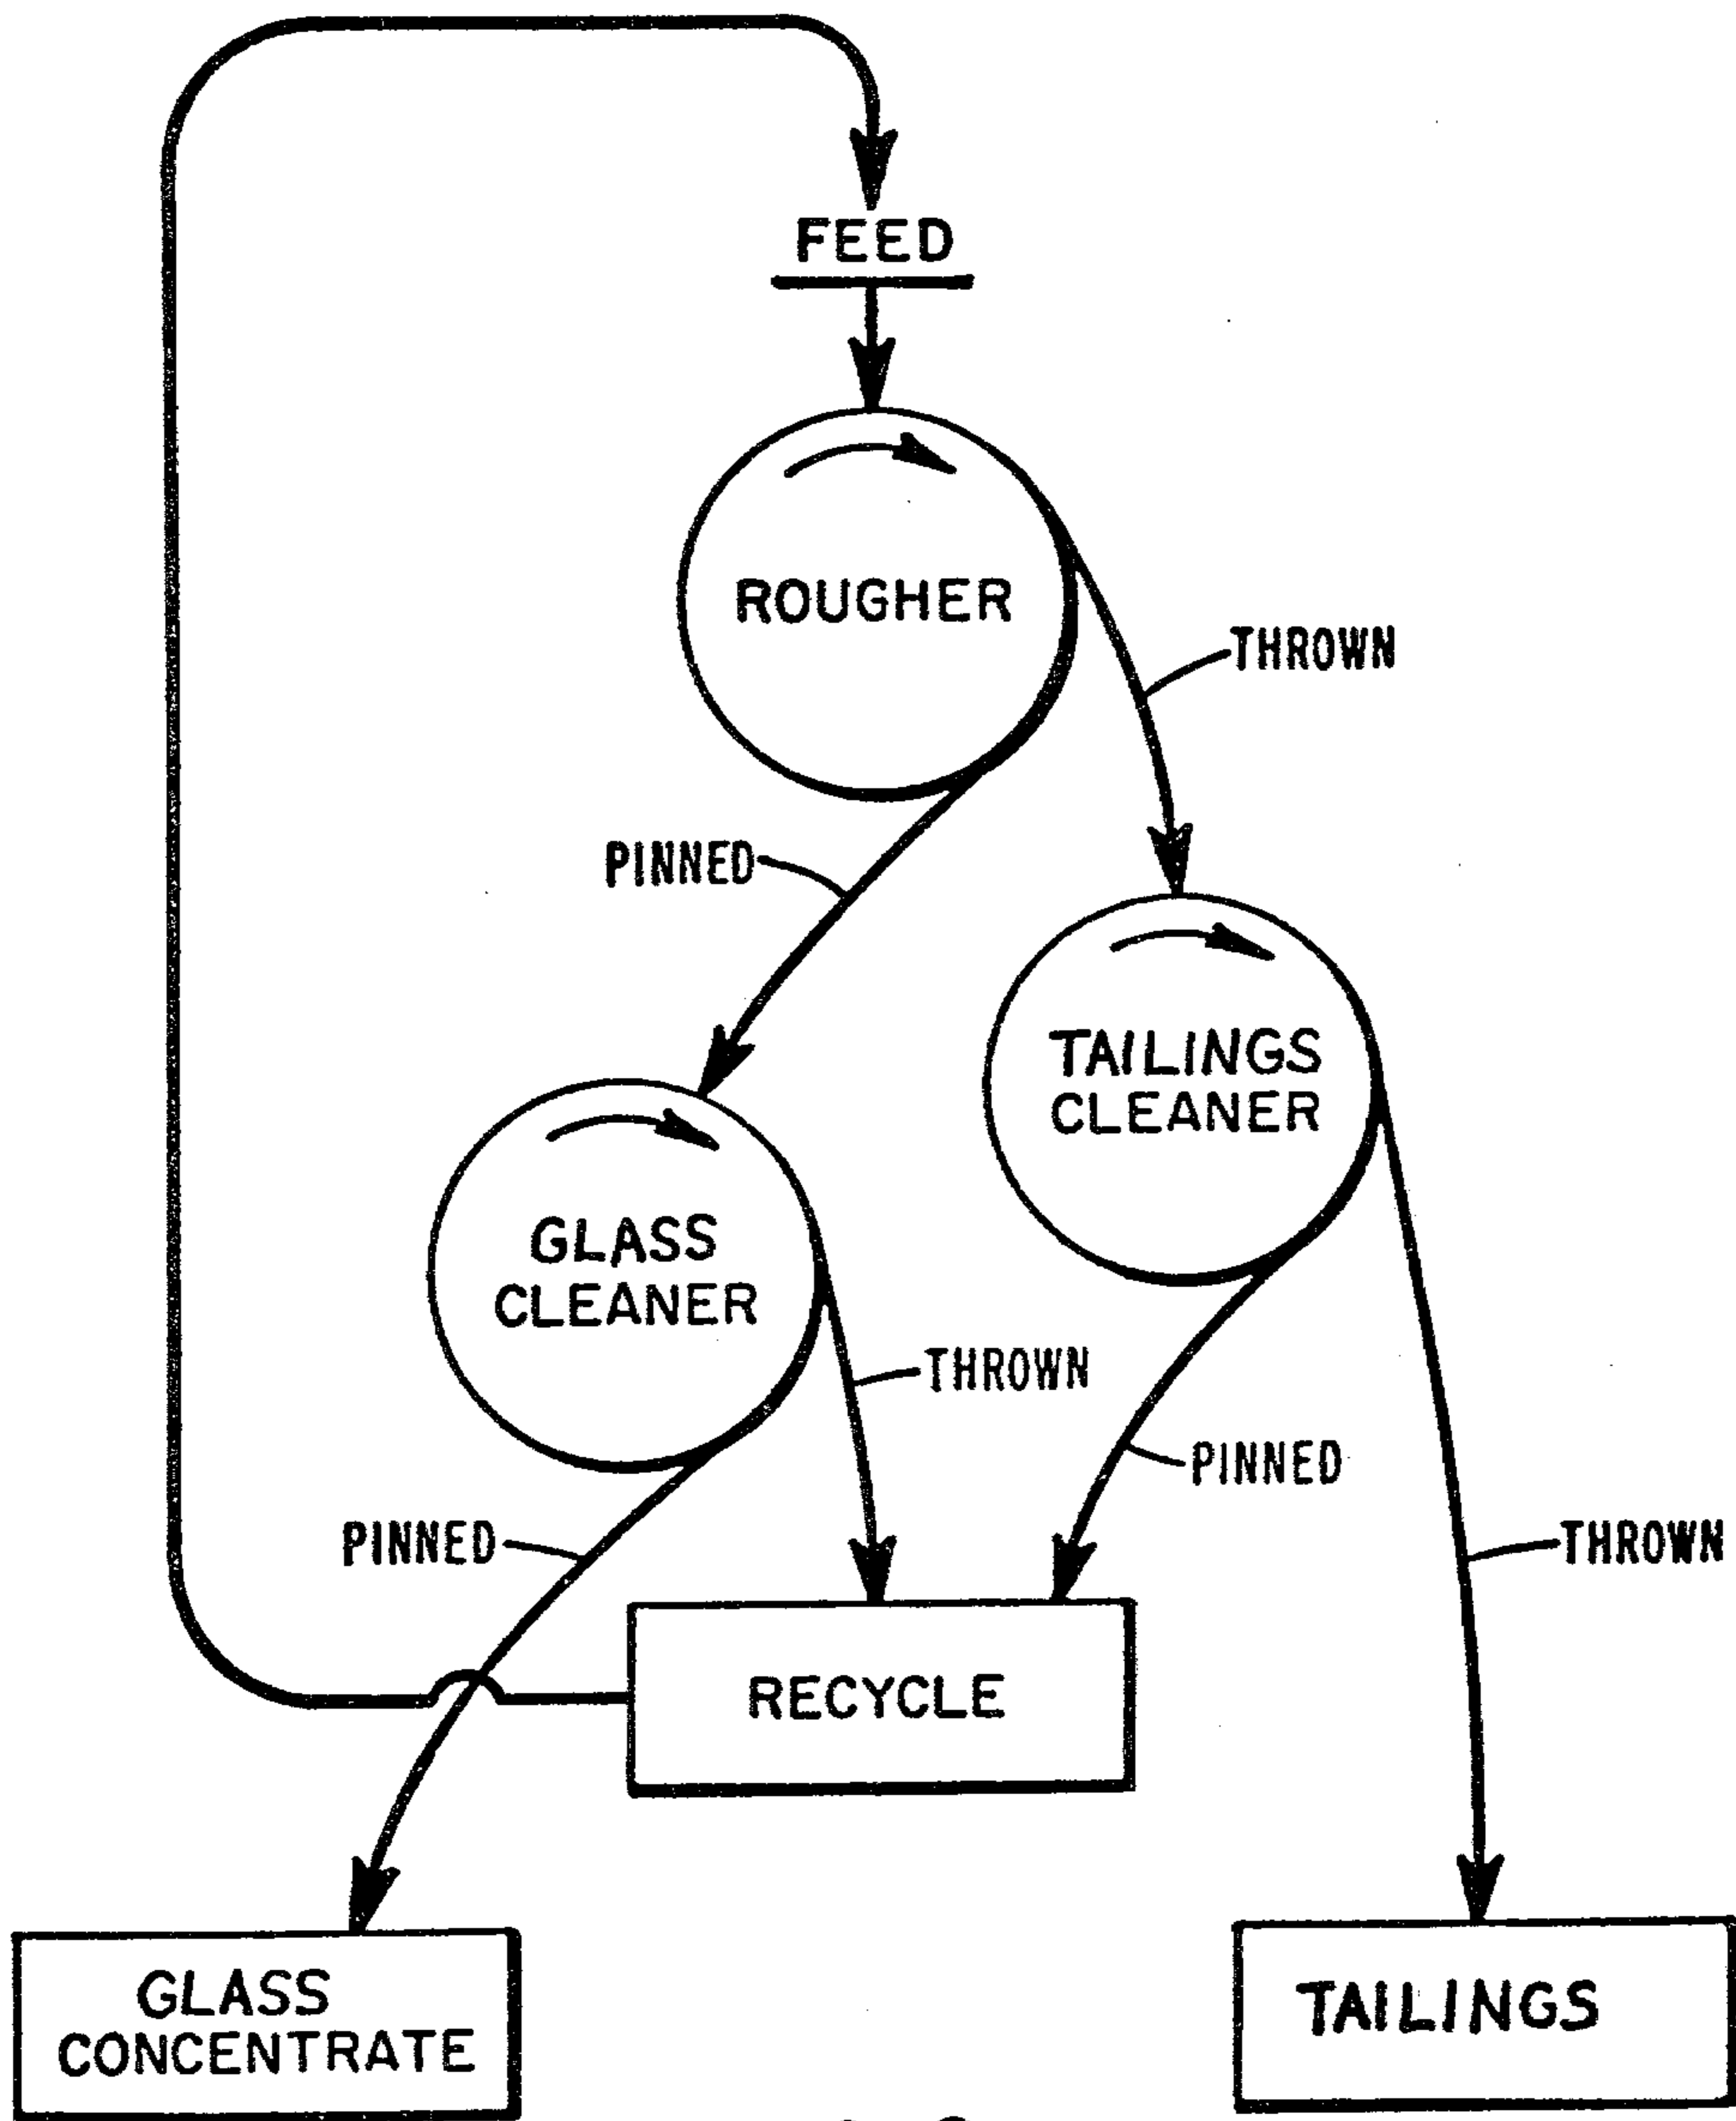 FEED
ROUGHER
THROWN
PINNED
TAILINGS
CLEANER
GLASS
CLEANER
THROWN
PINNED
PINNED
THROWN
RECYCLE
GLASS
CONCENTRATE
TAILINGS